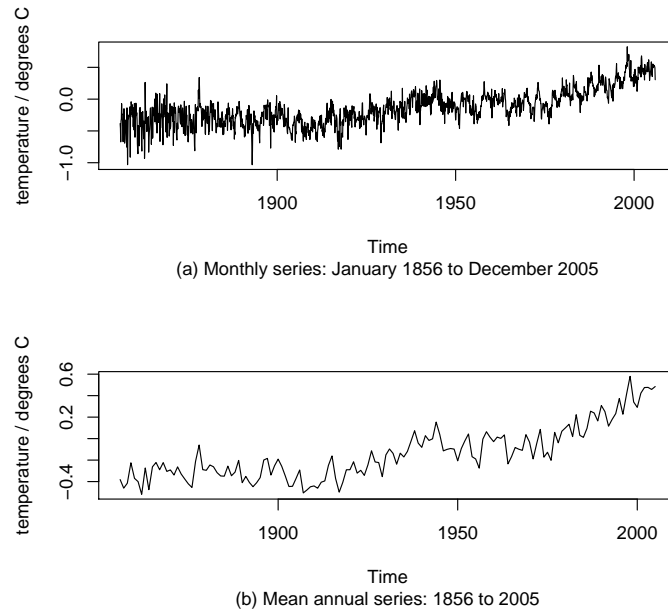 temperature / degrees C
0.0
−1.0
1900 1950 2000
Time
(a) Monthly series: January 1856 to December 2005
temperature / degrees C
0.6
0.2
−0.4
1900 1950 2000
Time
(b) Mean annual series: 1856 to 2005